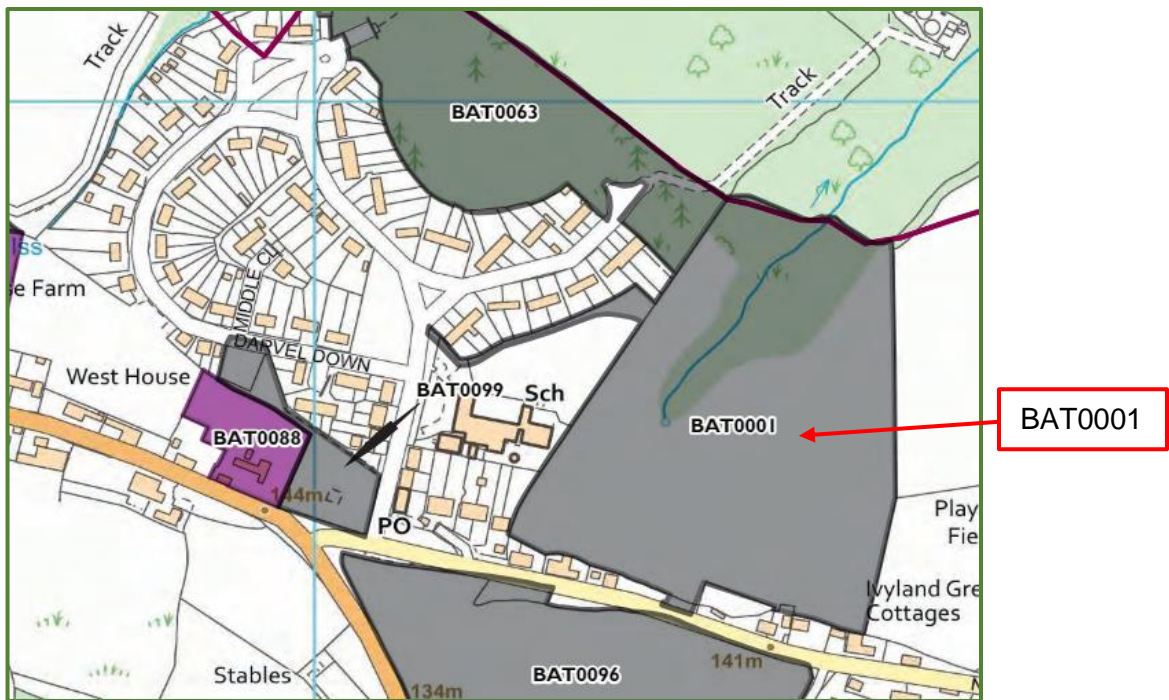 Track
BAT0063
Track
ISS
se Farm
MIDDLE CL
DARVEL DOWN
West House
BAT0099
Sch
BAT0088
BAT0001
BAT0001
144m
PO
Play
Fie
Ivyland Gre
Cottages
141m
Stables
BAT0096
134m